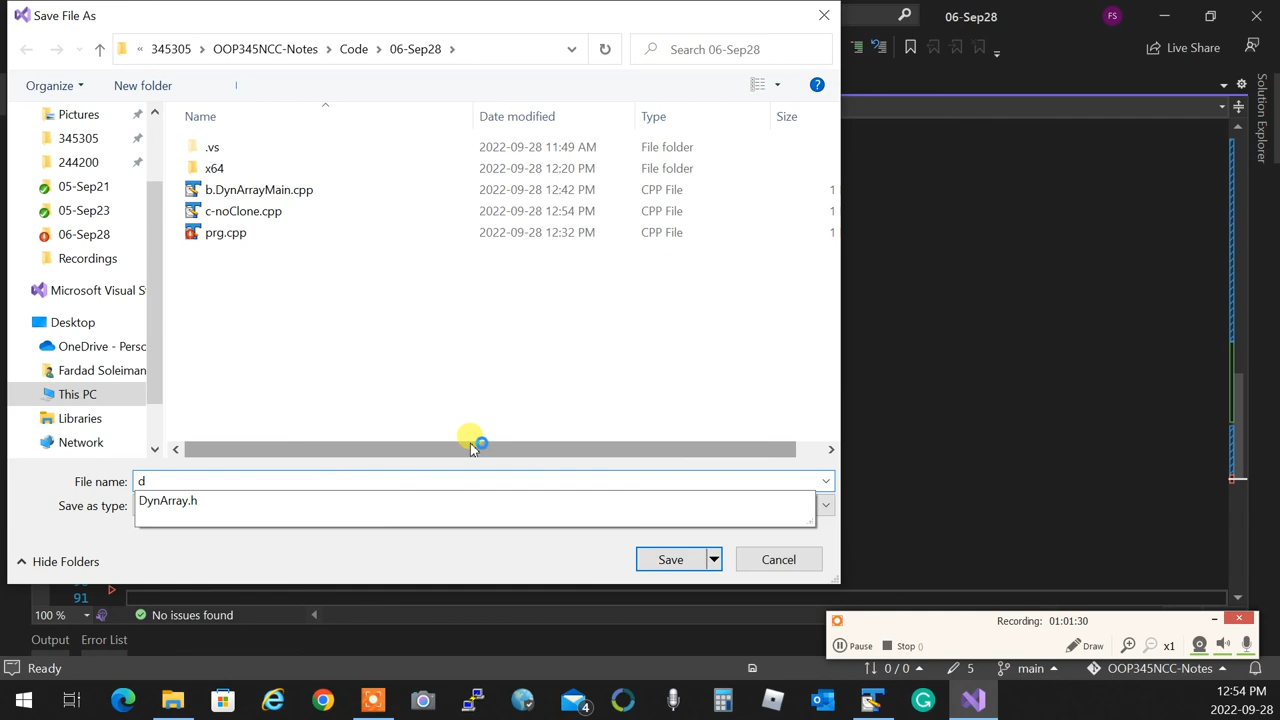 Save File As
06-Sep28
FS
« 345305 > OOP345NCC-Notes > Code > 06-Sep28 >
Search 06-Sep28
Live Share
Organize
New folder
Name
Date modified
Type
Size
Pictures
345305
244200
05-Sep21
05-Sep23
06-Sep28
Recordings
Microsoft Visual S
Desktop
OneDrive - Perso
Fardad Soleiman
This PC
Libraries
Network
.vs 2022-09-28 11:49 AM File folder
x64 2022-09-28 12:20 PM File folder
b.DynArrayMain.cpp 2022-09-28 12:42 PM CPP File 1
c-noClone.cpp 2022-09-28 12:54 PM CPP File 1
prg.cpp 2022-09-28 12:32 PM CPP File 1
Solution Explorer
File name: d
DynArray.h
Save as type:
Hide Folders
Save
Cancel
91
100 %
No issues found
Output
Error List
Recording: 01:01:30
Pause
Stop ()
Draw
x1
Ready
0 / 0
5
main
OOP345NCC-Notes
4
12:54 PM
2022-09-28